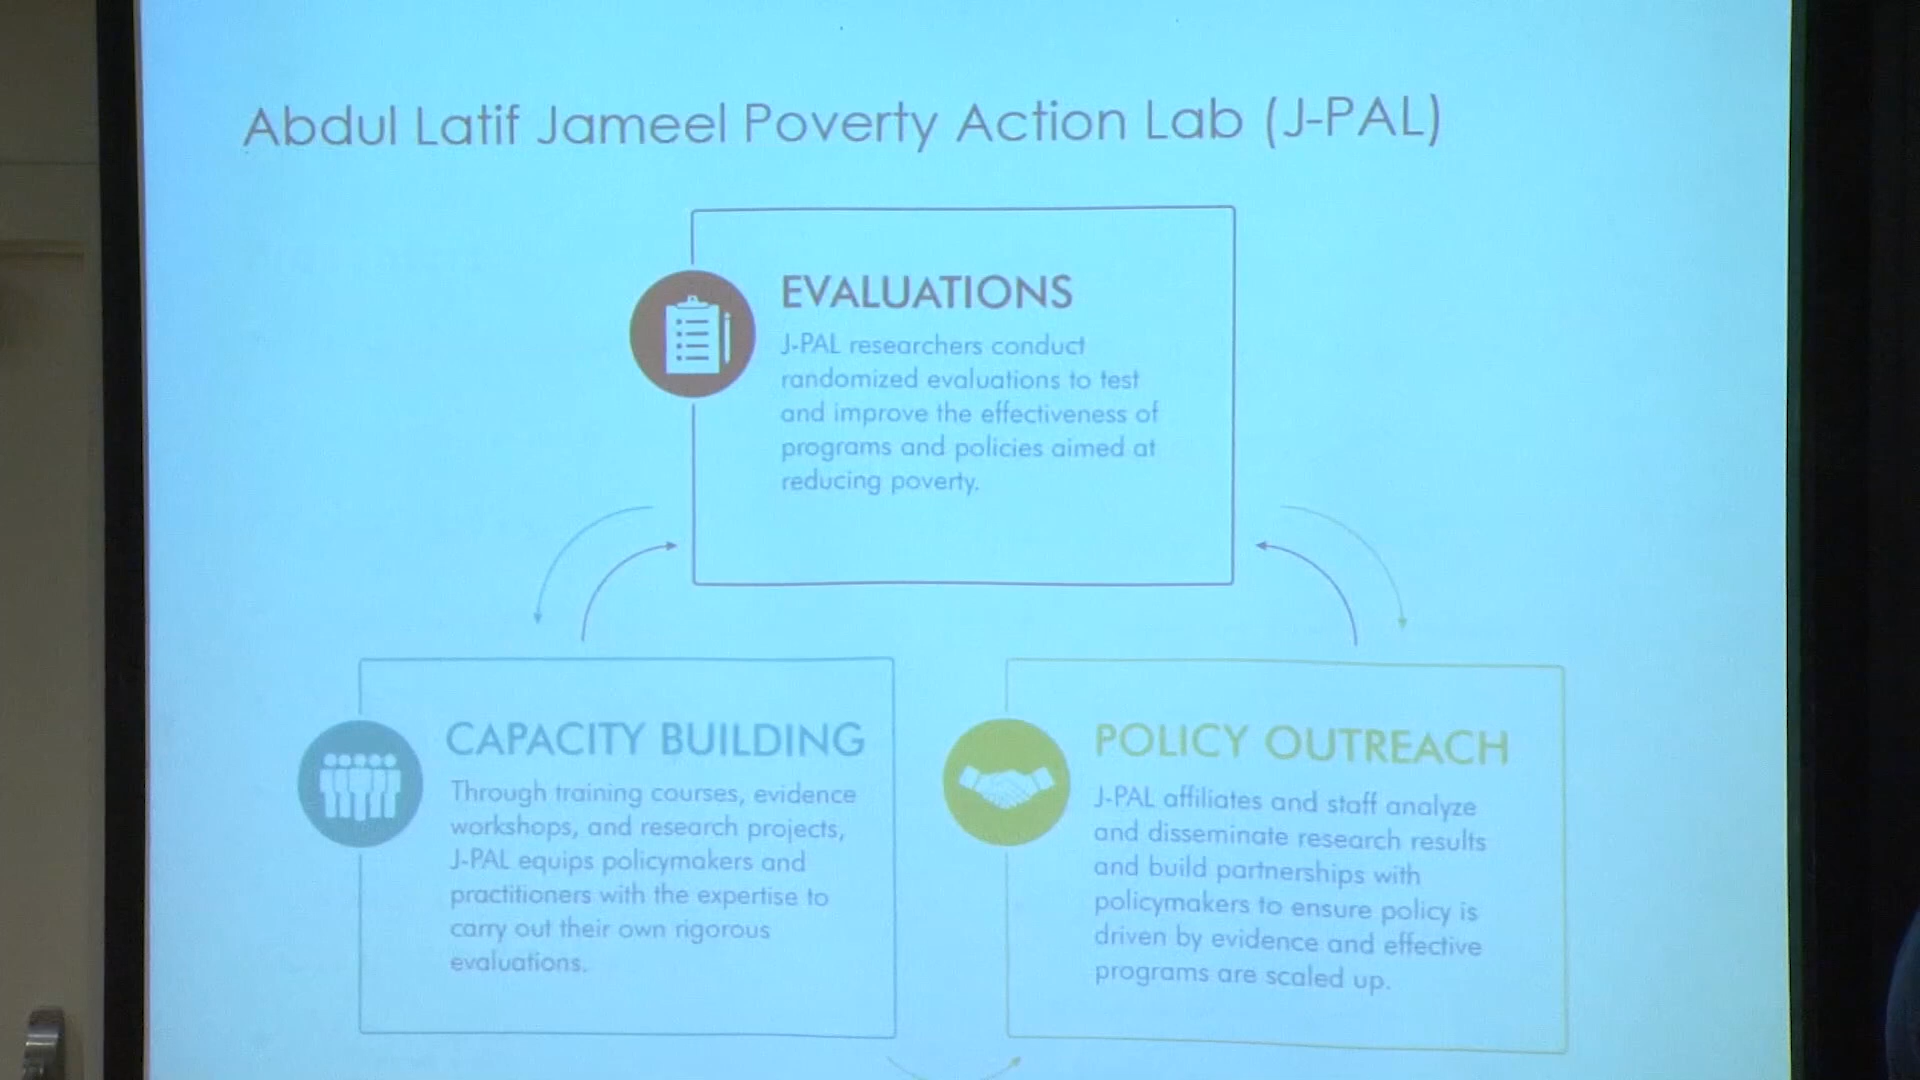 Abdul Latif Jameel Poverty Action Lab (J-PAL)
EVALUATIONS
J-PAL researchers conduct
randomized evaluations to test
and improve the effectiveness of
programs and policies aimed at
reducing poverty.
CAPACITY BUILDING
Through training courses, evidence
workshops, and research projects,
J-PAL equips policymakers and
practitioners with the expertise to
carry out their own rigorous
evaluations.
POLICY OUTREACH
J-PAL affiliates and staff analyze
and disseminate research results
and build partnerships with
policymakers to ensure policy is
driven by evidence and effective
programs are scaled up.